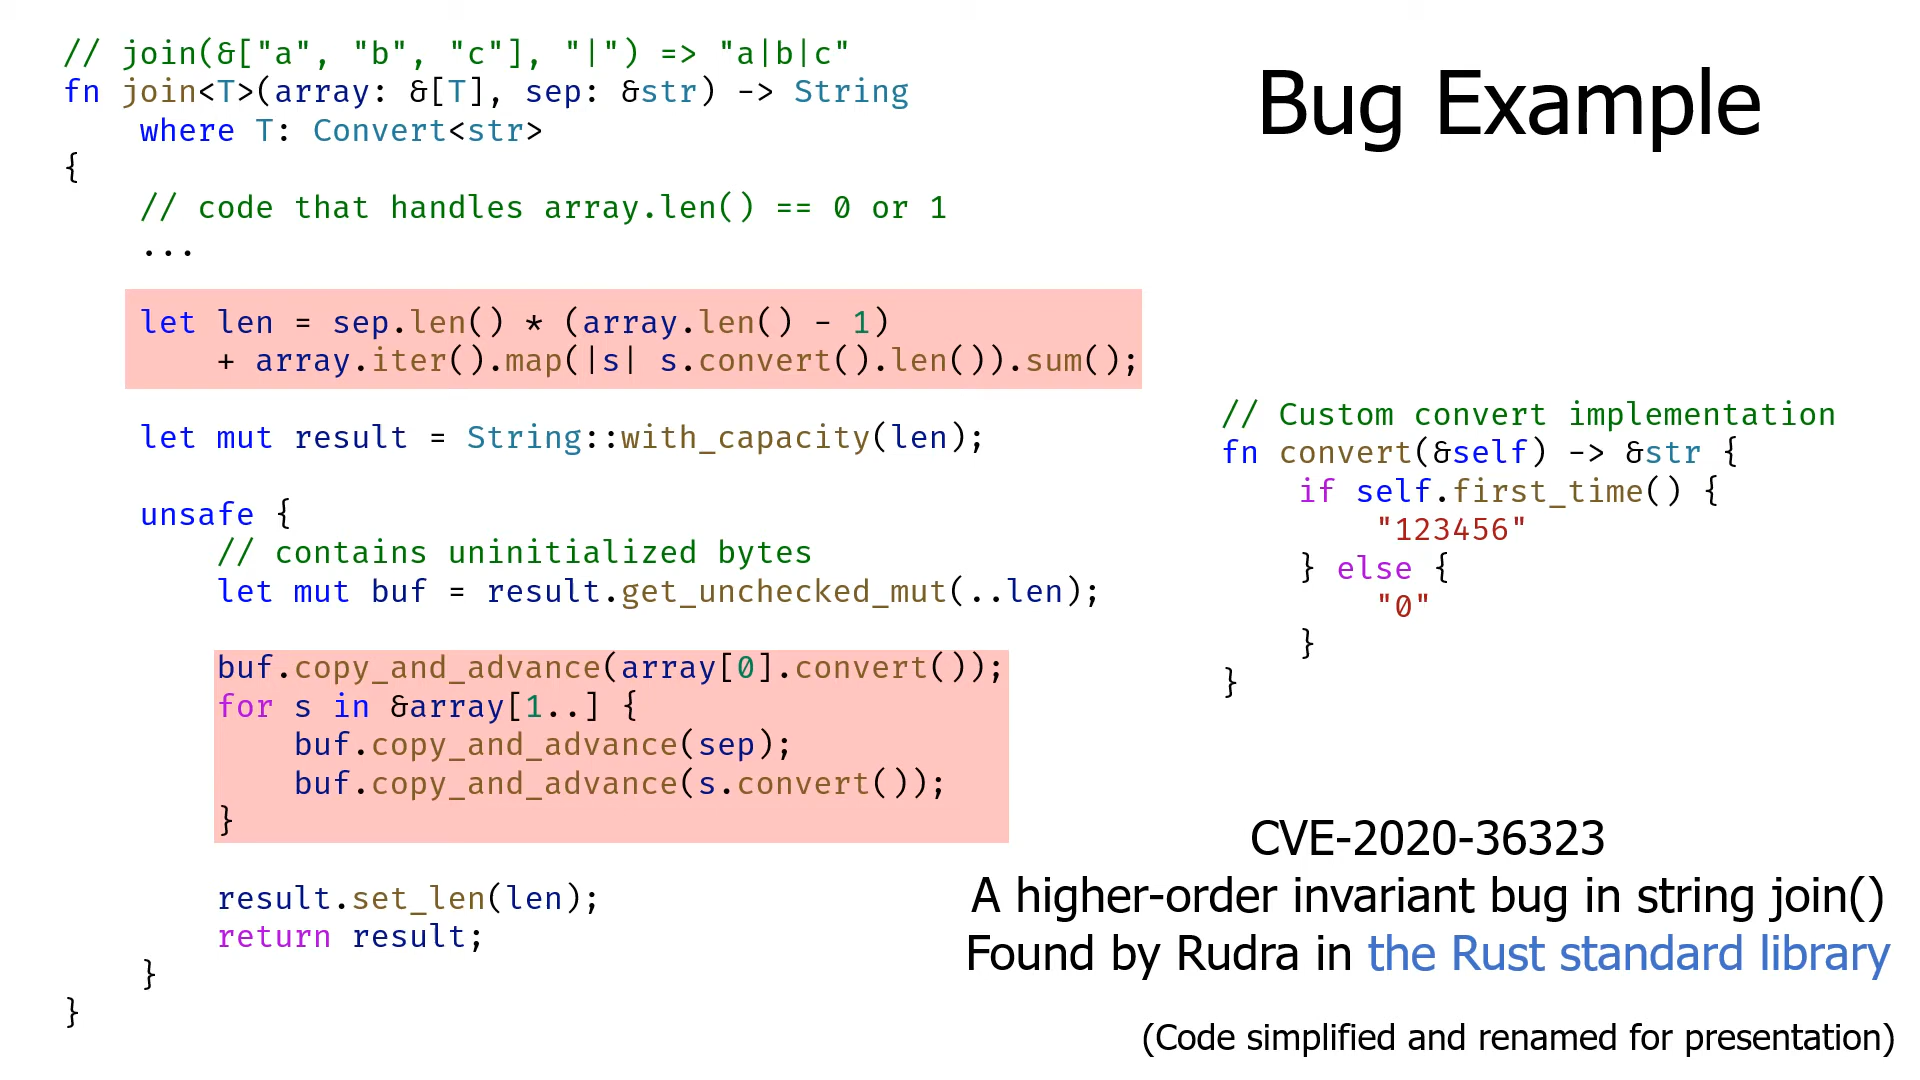 // join(&["a", "b", "c"], "|") => "a|b|c"
fn join<T>(array: &[T], sep: &str) -> String
    where T: Convert<str>
{
    // code that handles array.len() == 0 or 1
    ...
    let len = sep.len() * (array.len() - 1)
        + array.iter().map(|s| s.convert().len()).sum();
    let mut result = String::with_capacity(len);
    unsafe {
        // contains uninitialized bytes
        let mut buf = result.get_unchecked_mut(..len);
        buf.copy_and_advance(array[0].convert());
        for s in &array[1..] {
            buf.copy_and_advance(sep);
            buf.copy_and_advance(s.convert());
        }
        result.set_len(len);
        return result;
    }
}
Bug Example
// Custom convert implementation
fn convert(&self) -> &str {
    if self.first_time() {
        "123456"
    } else {
        "0"
    }
}
CVE-2020-36323
A higher-order invariant bug in string join()
Found by Rudra in the Rust standard library
(Code simplified and renamed for presentation)